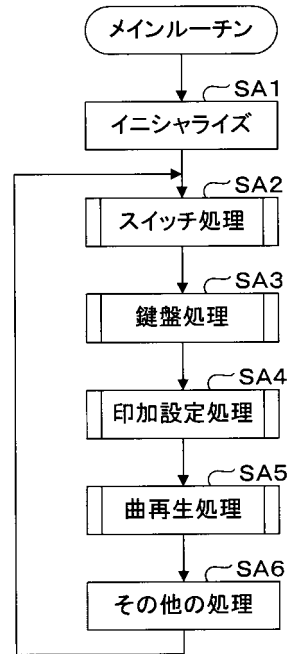 メインルーチン
SA1
イニシャライズ
SA2
スイッチ処理
SA3
鍵盤処理
SA4
印加設定処理
SA5
曲再生処理
SA6
その他の処理